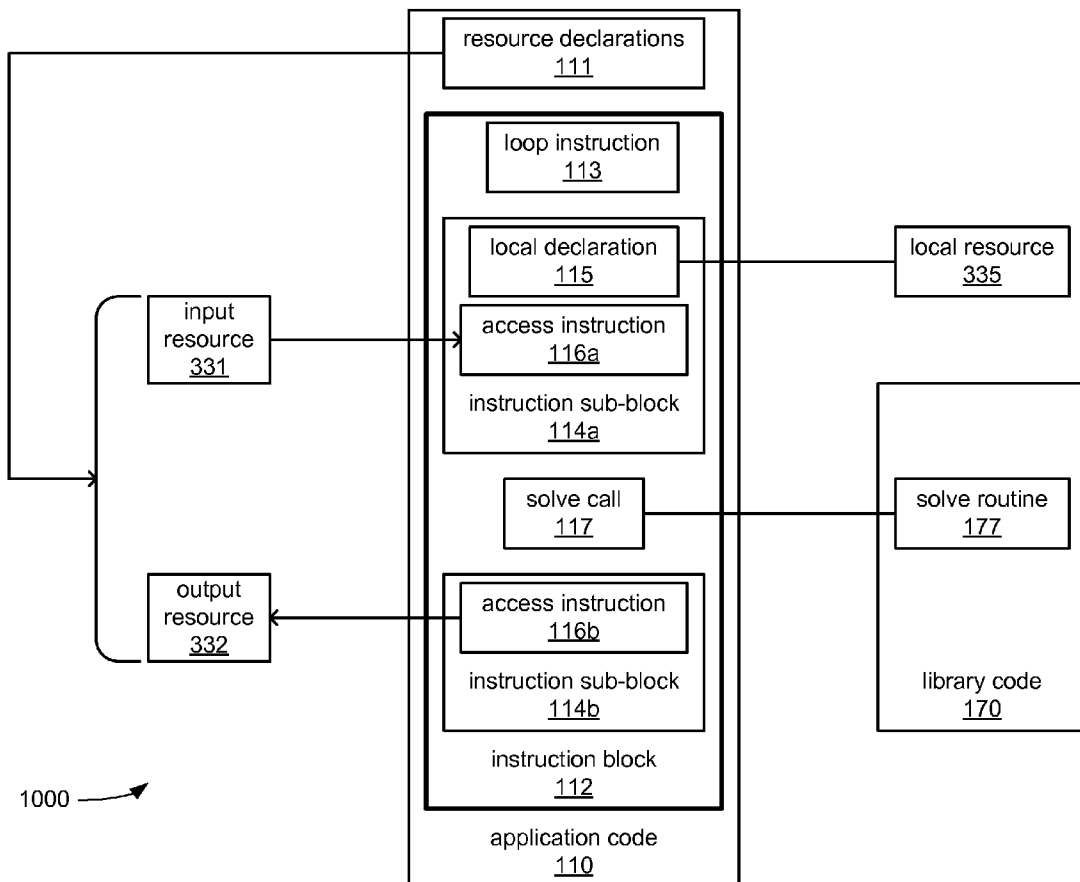 resource declarations
111
loop instruction
113
local declaration
115
local resource
335
input
resource
331
access instruction
116a
instruction sub-block
114a
solve call
117
solve routine
177
output
resource
332
access instruction
116b
instruction sub-block
114b
library code
170
instruction block
112
1000
application code
110